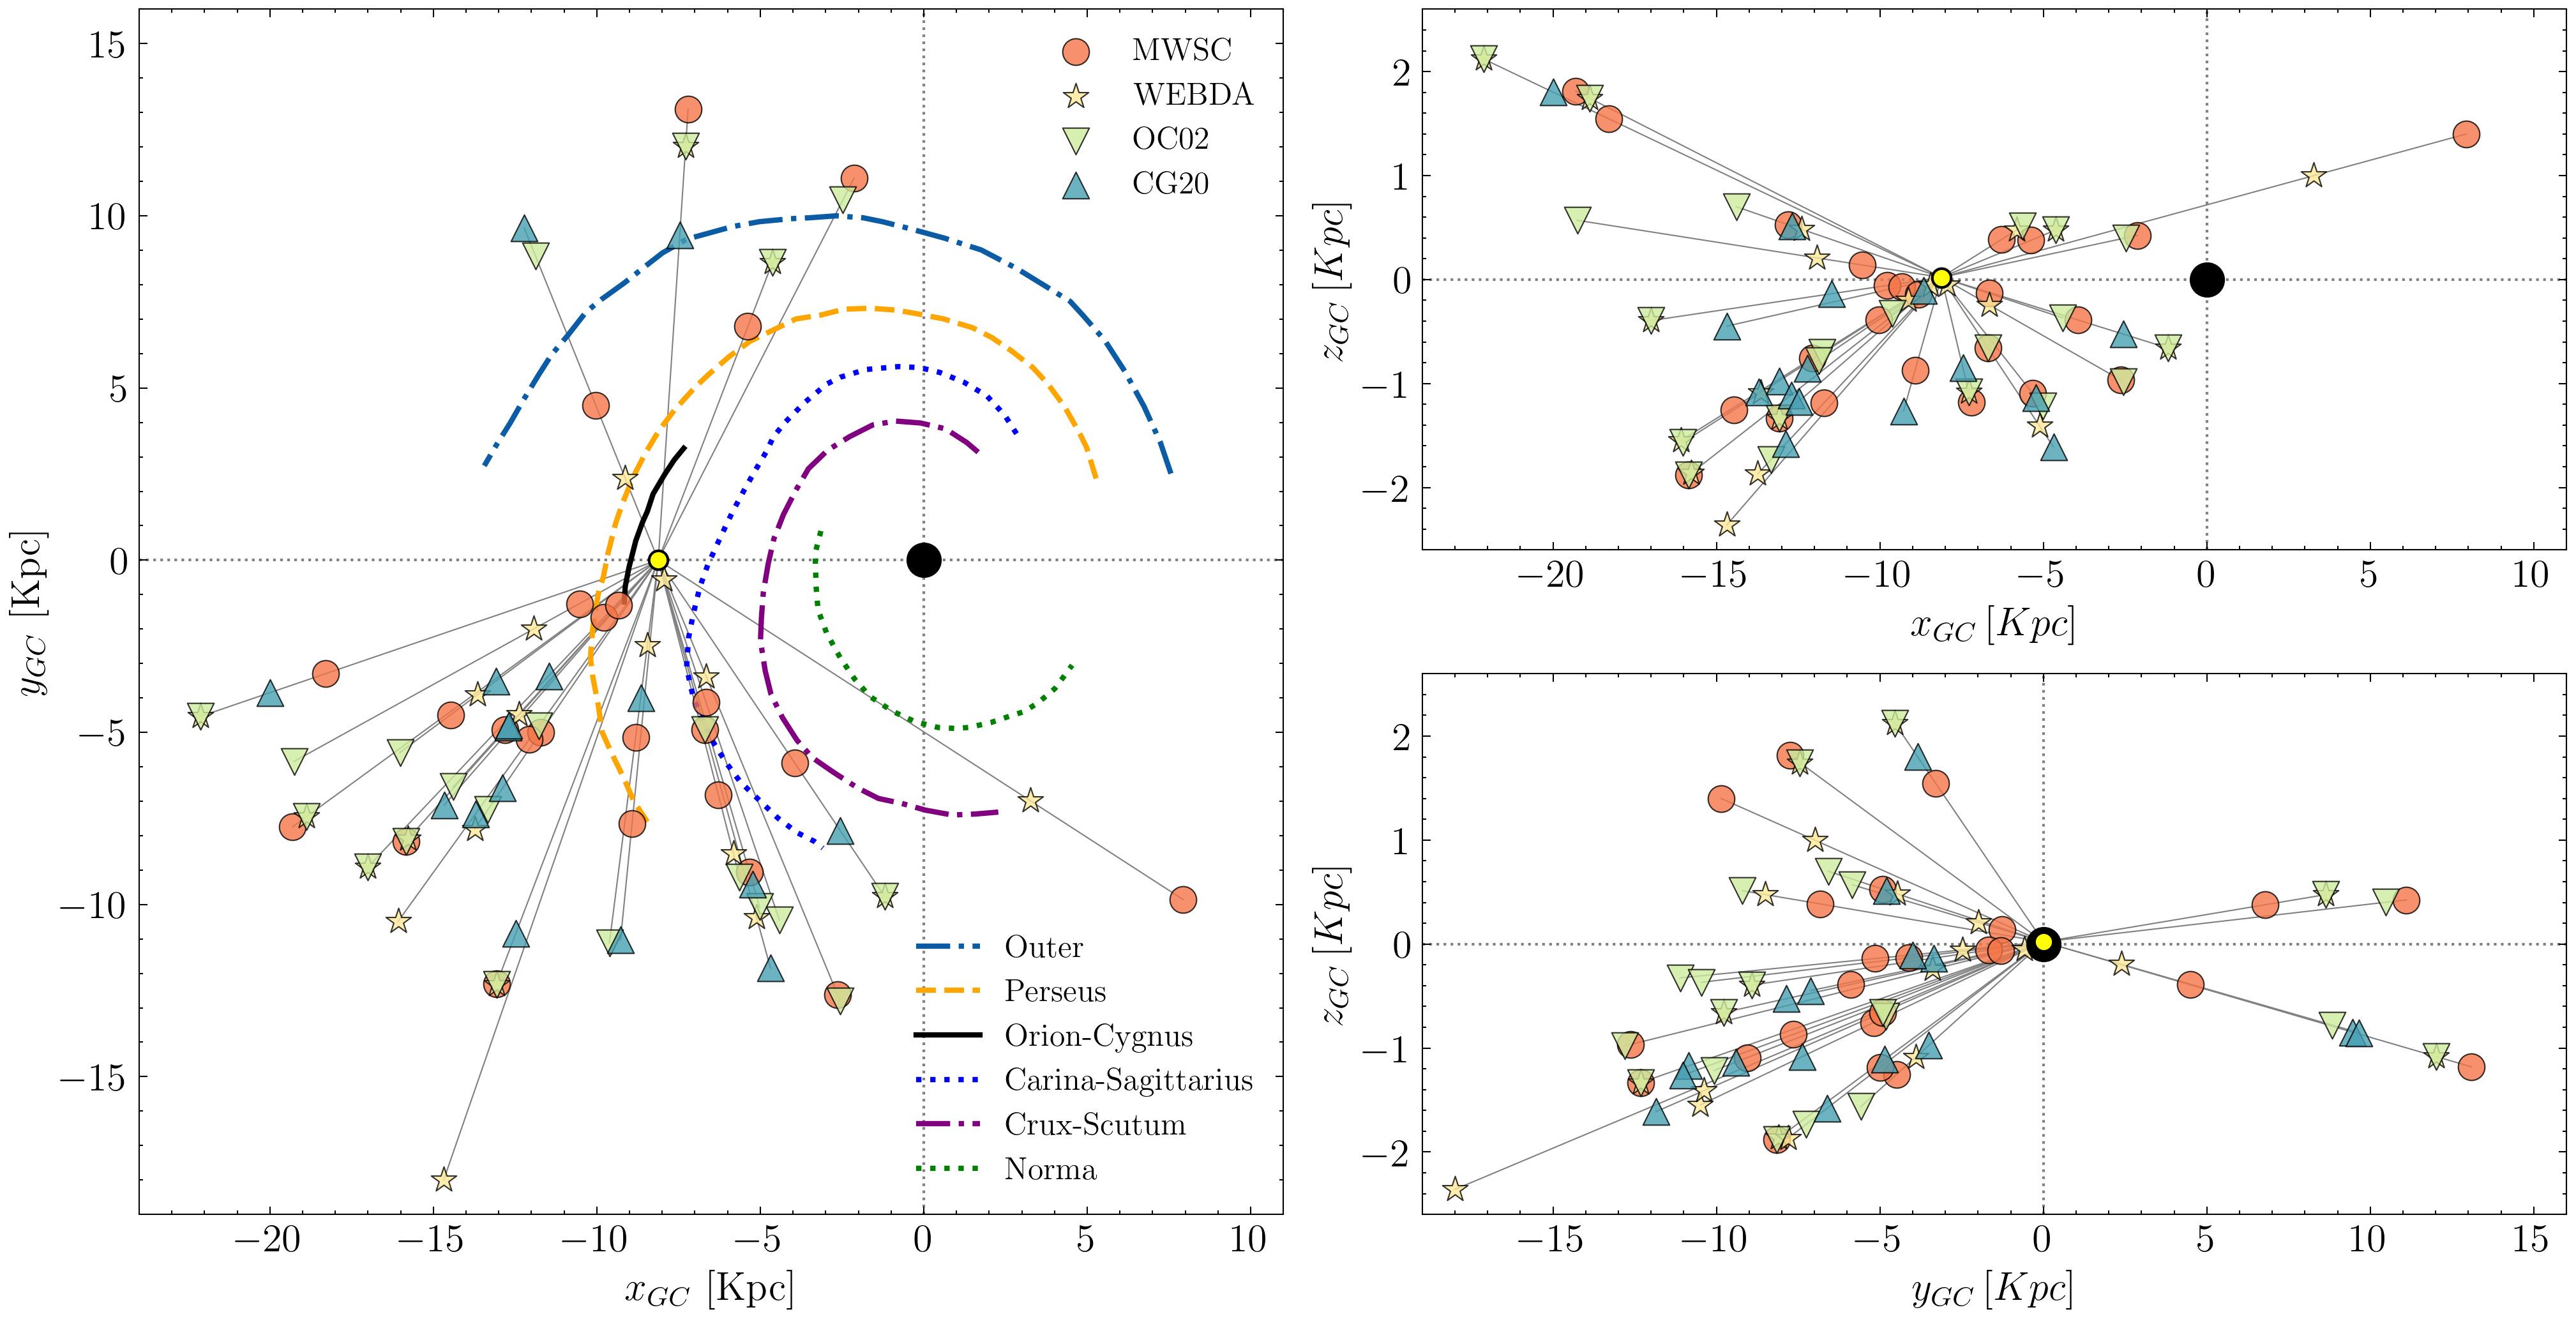 15
10
5
0
−5
−10
−15
y_GC [Kpc]
−20 −15 −10 −5 0 5 10
x_GC [Kpc]
MWSC
WEBDA
OC02
CG20
Outer
Perseus
Orion-Cygnus
Carina-Sagittarius
Crux-Scutum
Norma
2
1
0
−1
−2
z_GC [Kpc]
−20 −15 −10 −5 0 5 10
x_GC [Kpc]
2
1
0
−1
−2
z_GC [Kpc]
−15 −10 −5 0 5 10 15
y_GC [Kpc]